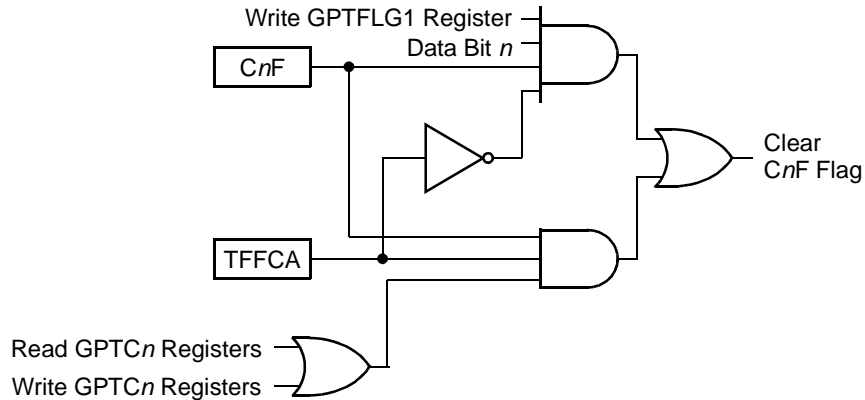 Write GPTFLG1 Register
Data Bit n
CnF
Clear
CnF Flag
TFFCA
Read GPTCn Registers
Write GPTCn Registers